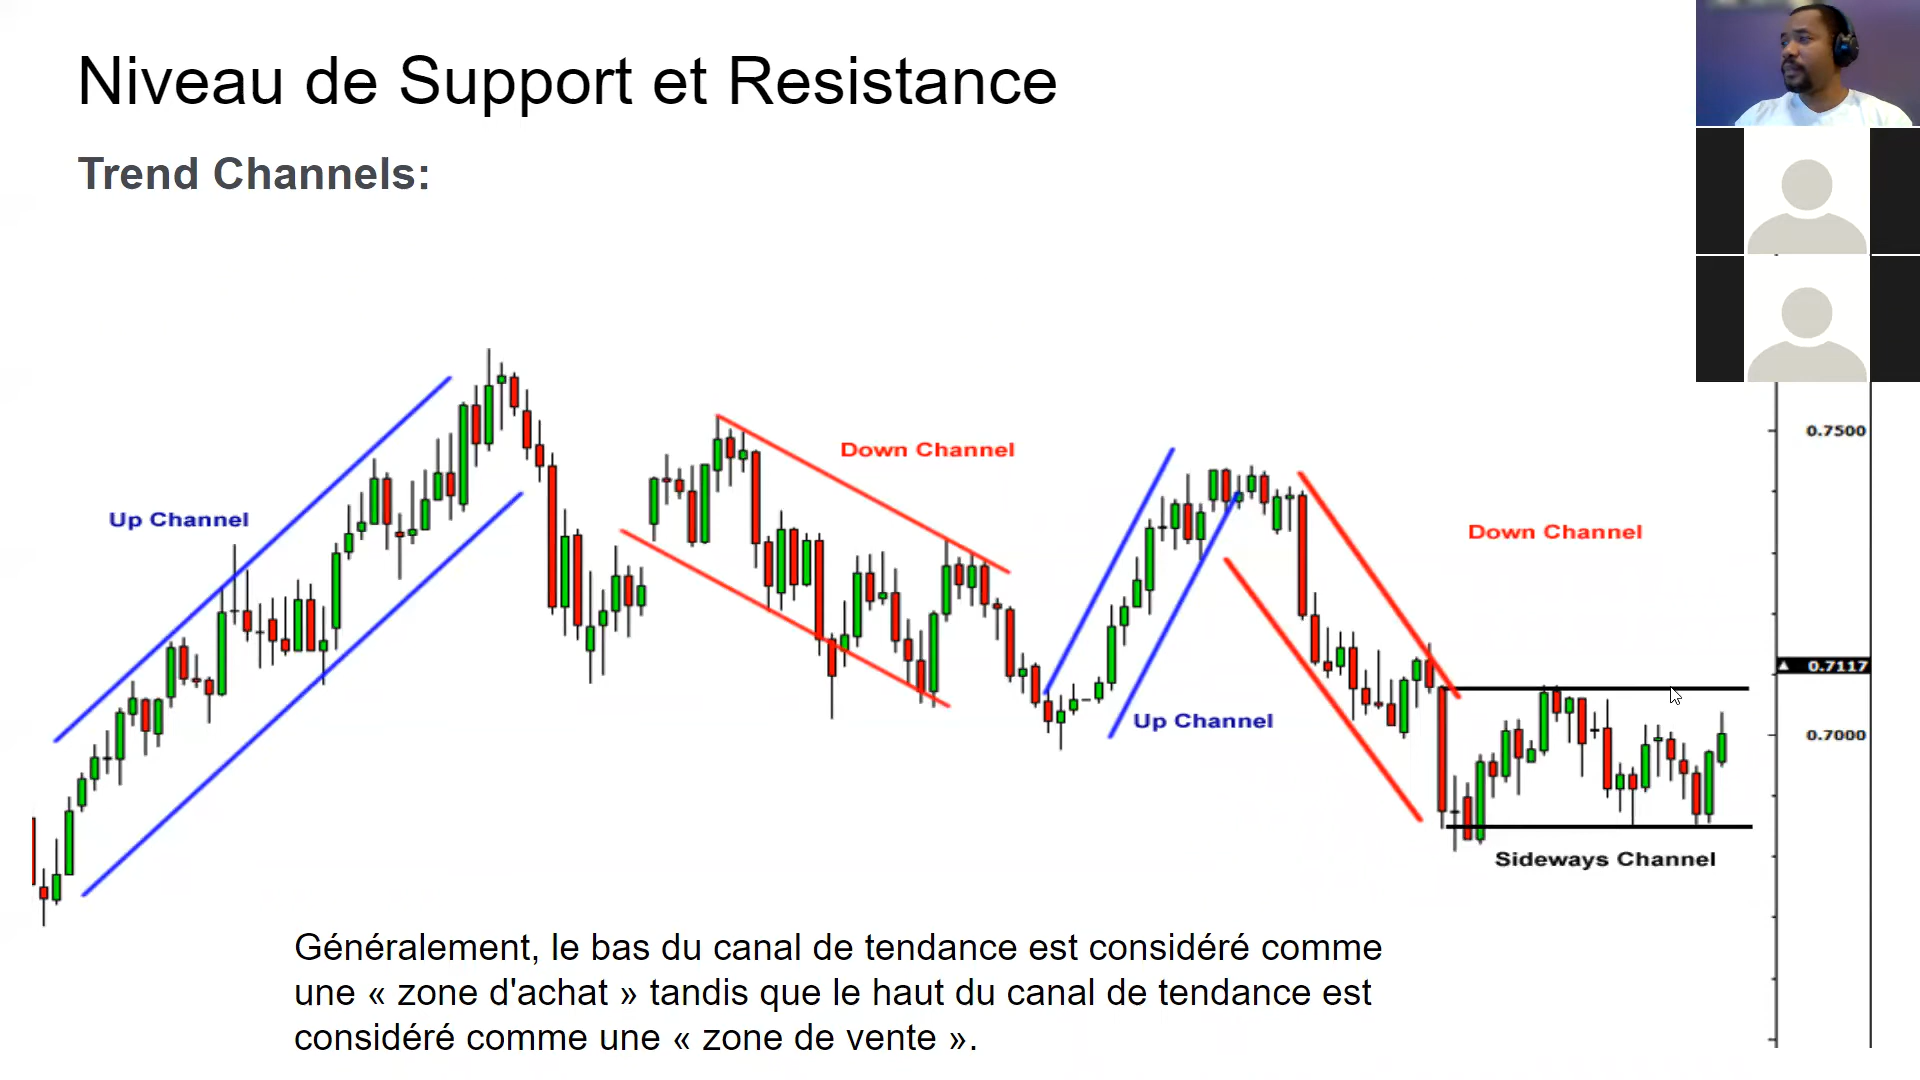 Niveau de Support et Resistance
Trend Channels:
Up Channel
Down Channel
Up Channel
Down Channel
Sideways Channel
0.7500
0.7117
0.7000
Généralement, le bas du canal de tendance est considéré comme
une « zone d'achat » tandis que le haut du canal de tendance est
considéré comme une « zone de vente ».